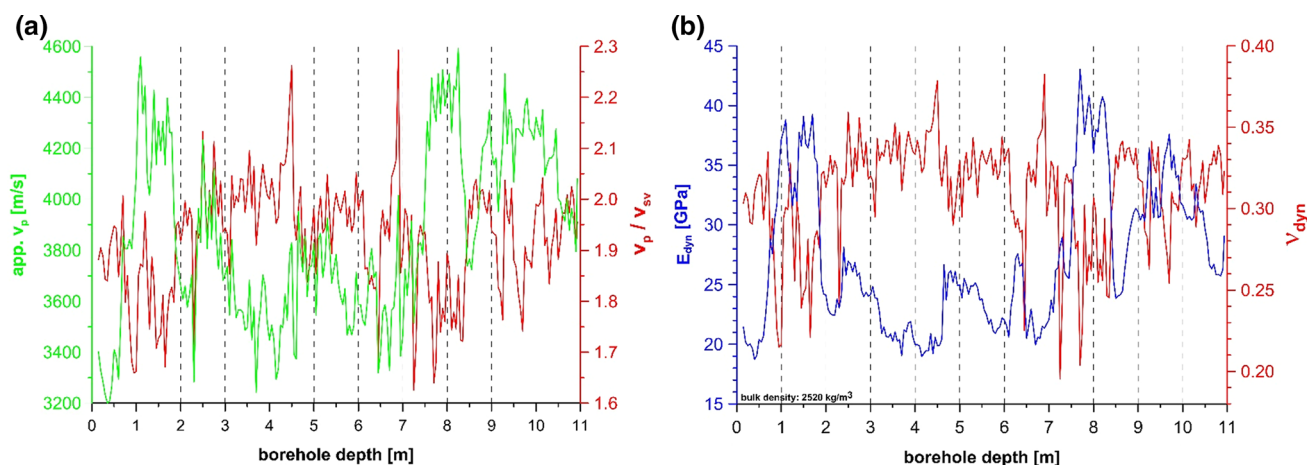 (a)
4600
4400
4200
4000
3800
3600
3400
3200
app. vp [m/s]
2.3
2.2
2.1
2.0
1.9
1.8
1.7
1.6
vp / vsv
0 1 2 3 4 5 6 7 8 9 10 11
borehole depth [m]
(b)
45
40
35
30
25
20
15
Edyn [GPa]
0.40
0.35
0.30
0.25
0.20
νdyn
bulk density: 2520 kg/m³
0 1 2 3 4 5 6 7 8 9 10 11
borehole depth [m]